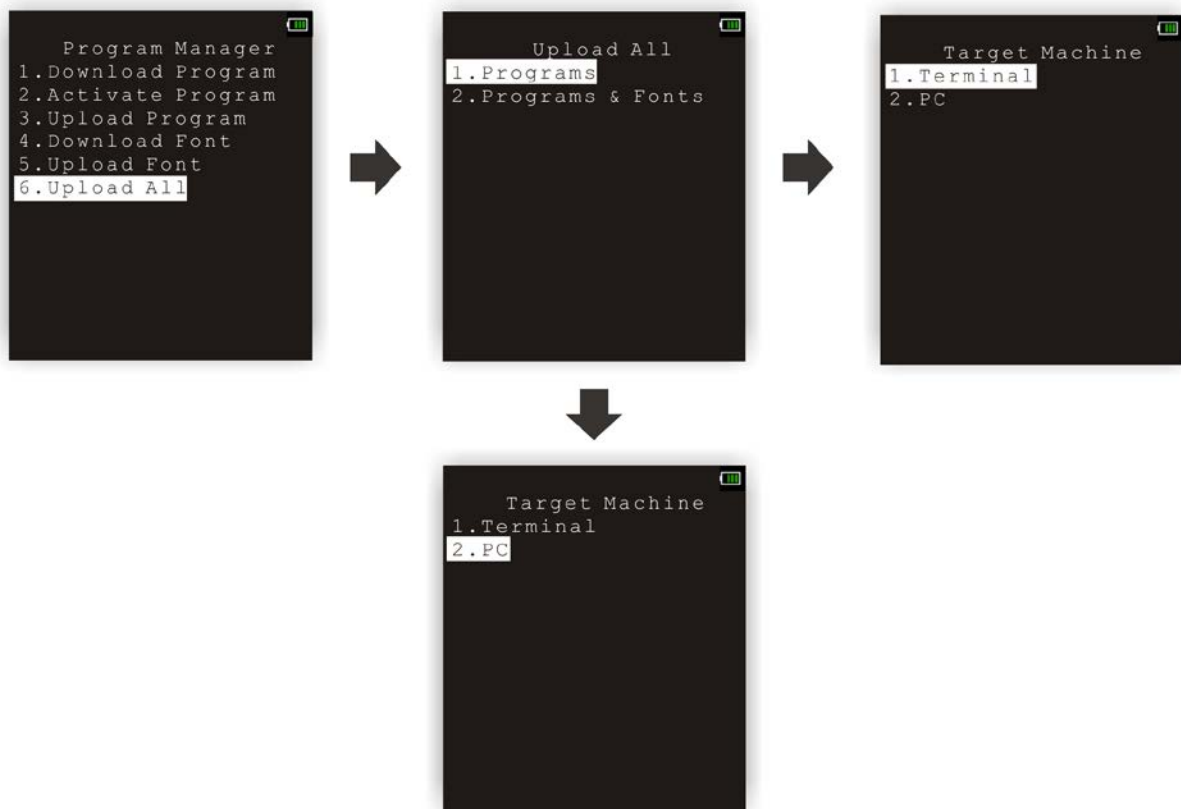 Program Manager
1.Download Program
2.Activate Program
3.Upload Program
4.Download Font
5.Upload Font
6.Upload All
Upload All
1.Programs
2.Programs & Fonts
Target Machine
1.Terminal
2.PC
Target Machine
1.Terminal
2.PC